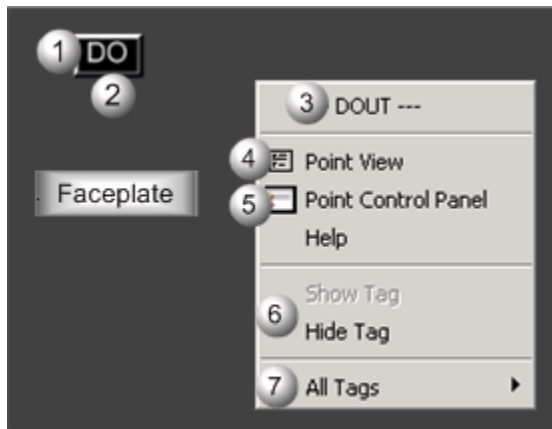 1 DO
2
3 DOUT ---
4 Point View
Faceplate
5 Point Control Panel
Help
Show Tag
6
Hide Tag
7 All Tags